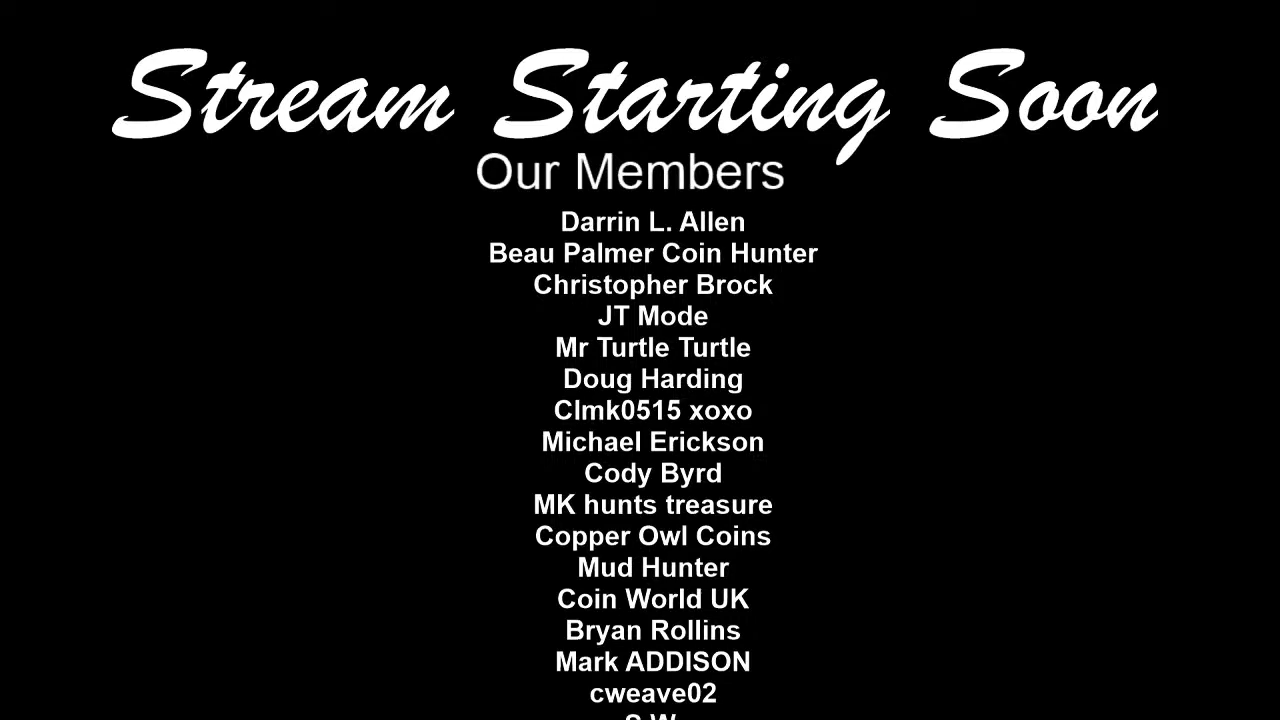 Stream Starting Soon
Our Members
Darrin L. Allen
Beau Palmer Coin Hunter
Christopher Brock
JT Mode
Mr Turtle Turtle
Doug Harding
Clmk0515 xoxo
Michael Erickson
Cody Byrd
MK hunts treasure
Copper Owl Coins
Mud Hunter
Coin World UK
Bryan Rollins
Mark ADDISON
cweave02